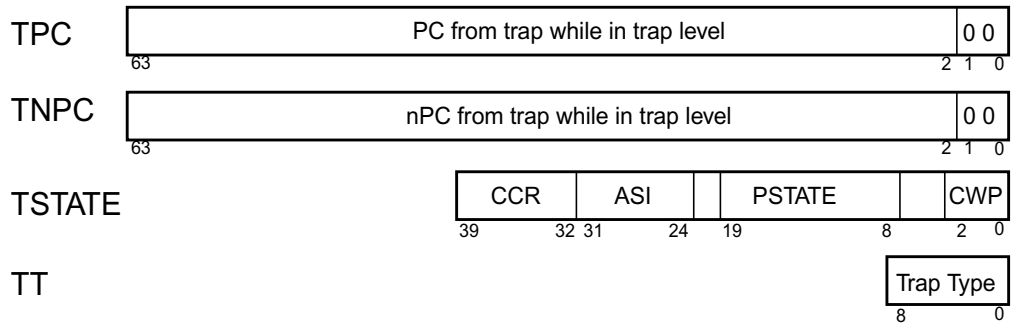 TPC PC from trap while in trap level 0 0
63 2 1 0
TNPC nPC from trap while in trap level 0 0
63 2 1 0
TSTATE CCR ASI PSTATE CWP
39 32 31 24 19 8 2 0
TT Trap Type
8 0